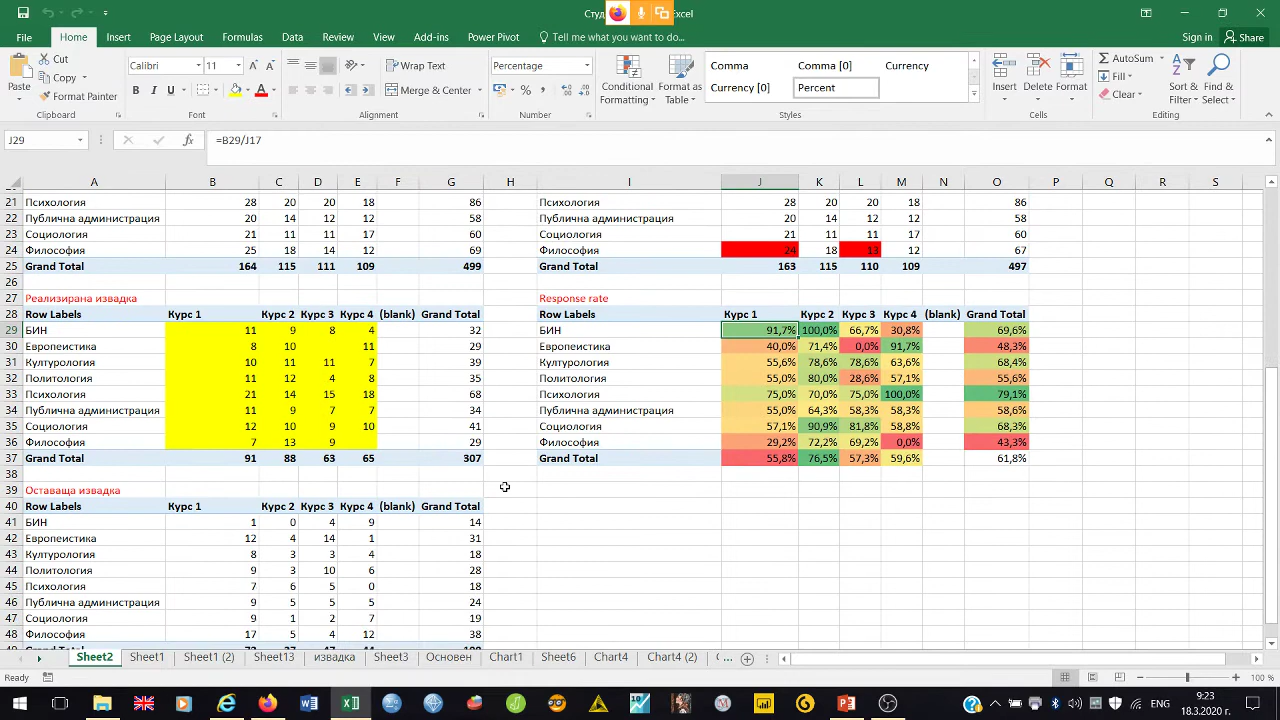 Сту
Excel
File Home Insert Page Layout Formulas Data Review View Add-ins Power Pivot Tell me what you want to do... Sign in Share
Cut
Copy
Format Painter
Paste
Clipboard
Calibri 11
B I U
Font
Wrap Text
Merge & Center
Alignment
Percentage
% ,
Number
Conditional Formatting
Format as Table
Comma Comma [0] Currency
Currency [0] Percent
Styles
Insert Delete Format
Cells
AutoSum
Fill
Clear
Sort & Filter
Find & Select
Editing
J29 fx =B29/J17
A B C D E F G H I J K L M N O P Q R S
21 Психология 28 20 20 18 86 Психология 28 20 20 18 86
22 Публична администрация 20 14 12 12 58 Публична администрация 20 14 12 12 58
23 Социология 21 11 11 17 60 Социология 21 11 11 17 60
24 Философия 25 18 14 12 69 Философия 24 18 13 12 67
25 Grand Total 164 115 111 109 499 Grand Total 163 115 110 109 497
26
27 Реализирана извадка Response rate
28 Row Labels Курс 1 Курс 2 Курс 3 Курс 4 (blank) Grand Total Row Labels Курс 1 Курс 2 Курс 3 Курс 4 (blank) Grand Total
29 БИН 11 9 8 4 32 БИН 91,7% 100,0% 66,7% 30,8% 69,6%
30 Европеистика 8 10 11 29 Европеистика 40,0% 71,4% 0,0% 91,7% 48,3%
31 Културология 10 11 11 7 39 Културология 55,6% 78,6% 78,6% 63,6% 68,4%
32 Политология 11 12 4 8 35 Политология 55,0% 80,0% 28,6% 57,1% 55,6%
33 Психология 21 14 15 18 68 Психология 75,0% 70,0% 75,0% 100,0% 79,1%
34 Публична администрация 11 9 7 7 34 Публична администрация 55,0% 64,3% 58,3% 58,3% 58,6%
35 Социология 12 10 9 10 41 Социология 57,1% 90,9% 81,8% 58,8% 68,3%
36 Философия 7 13 9 29 Философия 29,2% 72,2% 69,2% 0,0% 43,3%
37 Grand Total 91 88 63 65 307 Grand Total 55,8% 76,5% 57,3% 59,6% 61,8%
38
39 Оставаща извадка
40 Row Labels Курс 1 Курс 2 Курс 3 Курс 4 (blank) Grand Total
41 БИН 1 0 4 9 14
42 Европеистика 12 4 14 1 31
43 Културология 8 3 3 4 18
44 Политология 9 3 10 6 28
45 Психология 7 6 5 0 18
46 Публична администрация 9 5 5 5 24
47 Социология 9 1 2 7 19
48 Философия 17 5 4 12 38
Sheet2 Sheet1 Sheet1 (2) Sheet13 извадка Sheet3 Основен Chart1 Sheet6 Chart4 Chart4 (2) ...
Ready 100 %
ENG 9:23
18.3.2020 г.